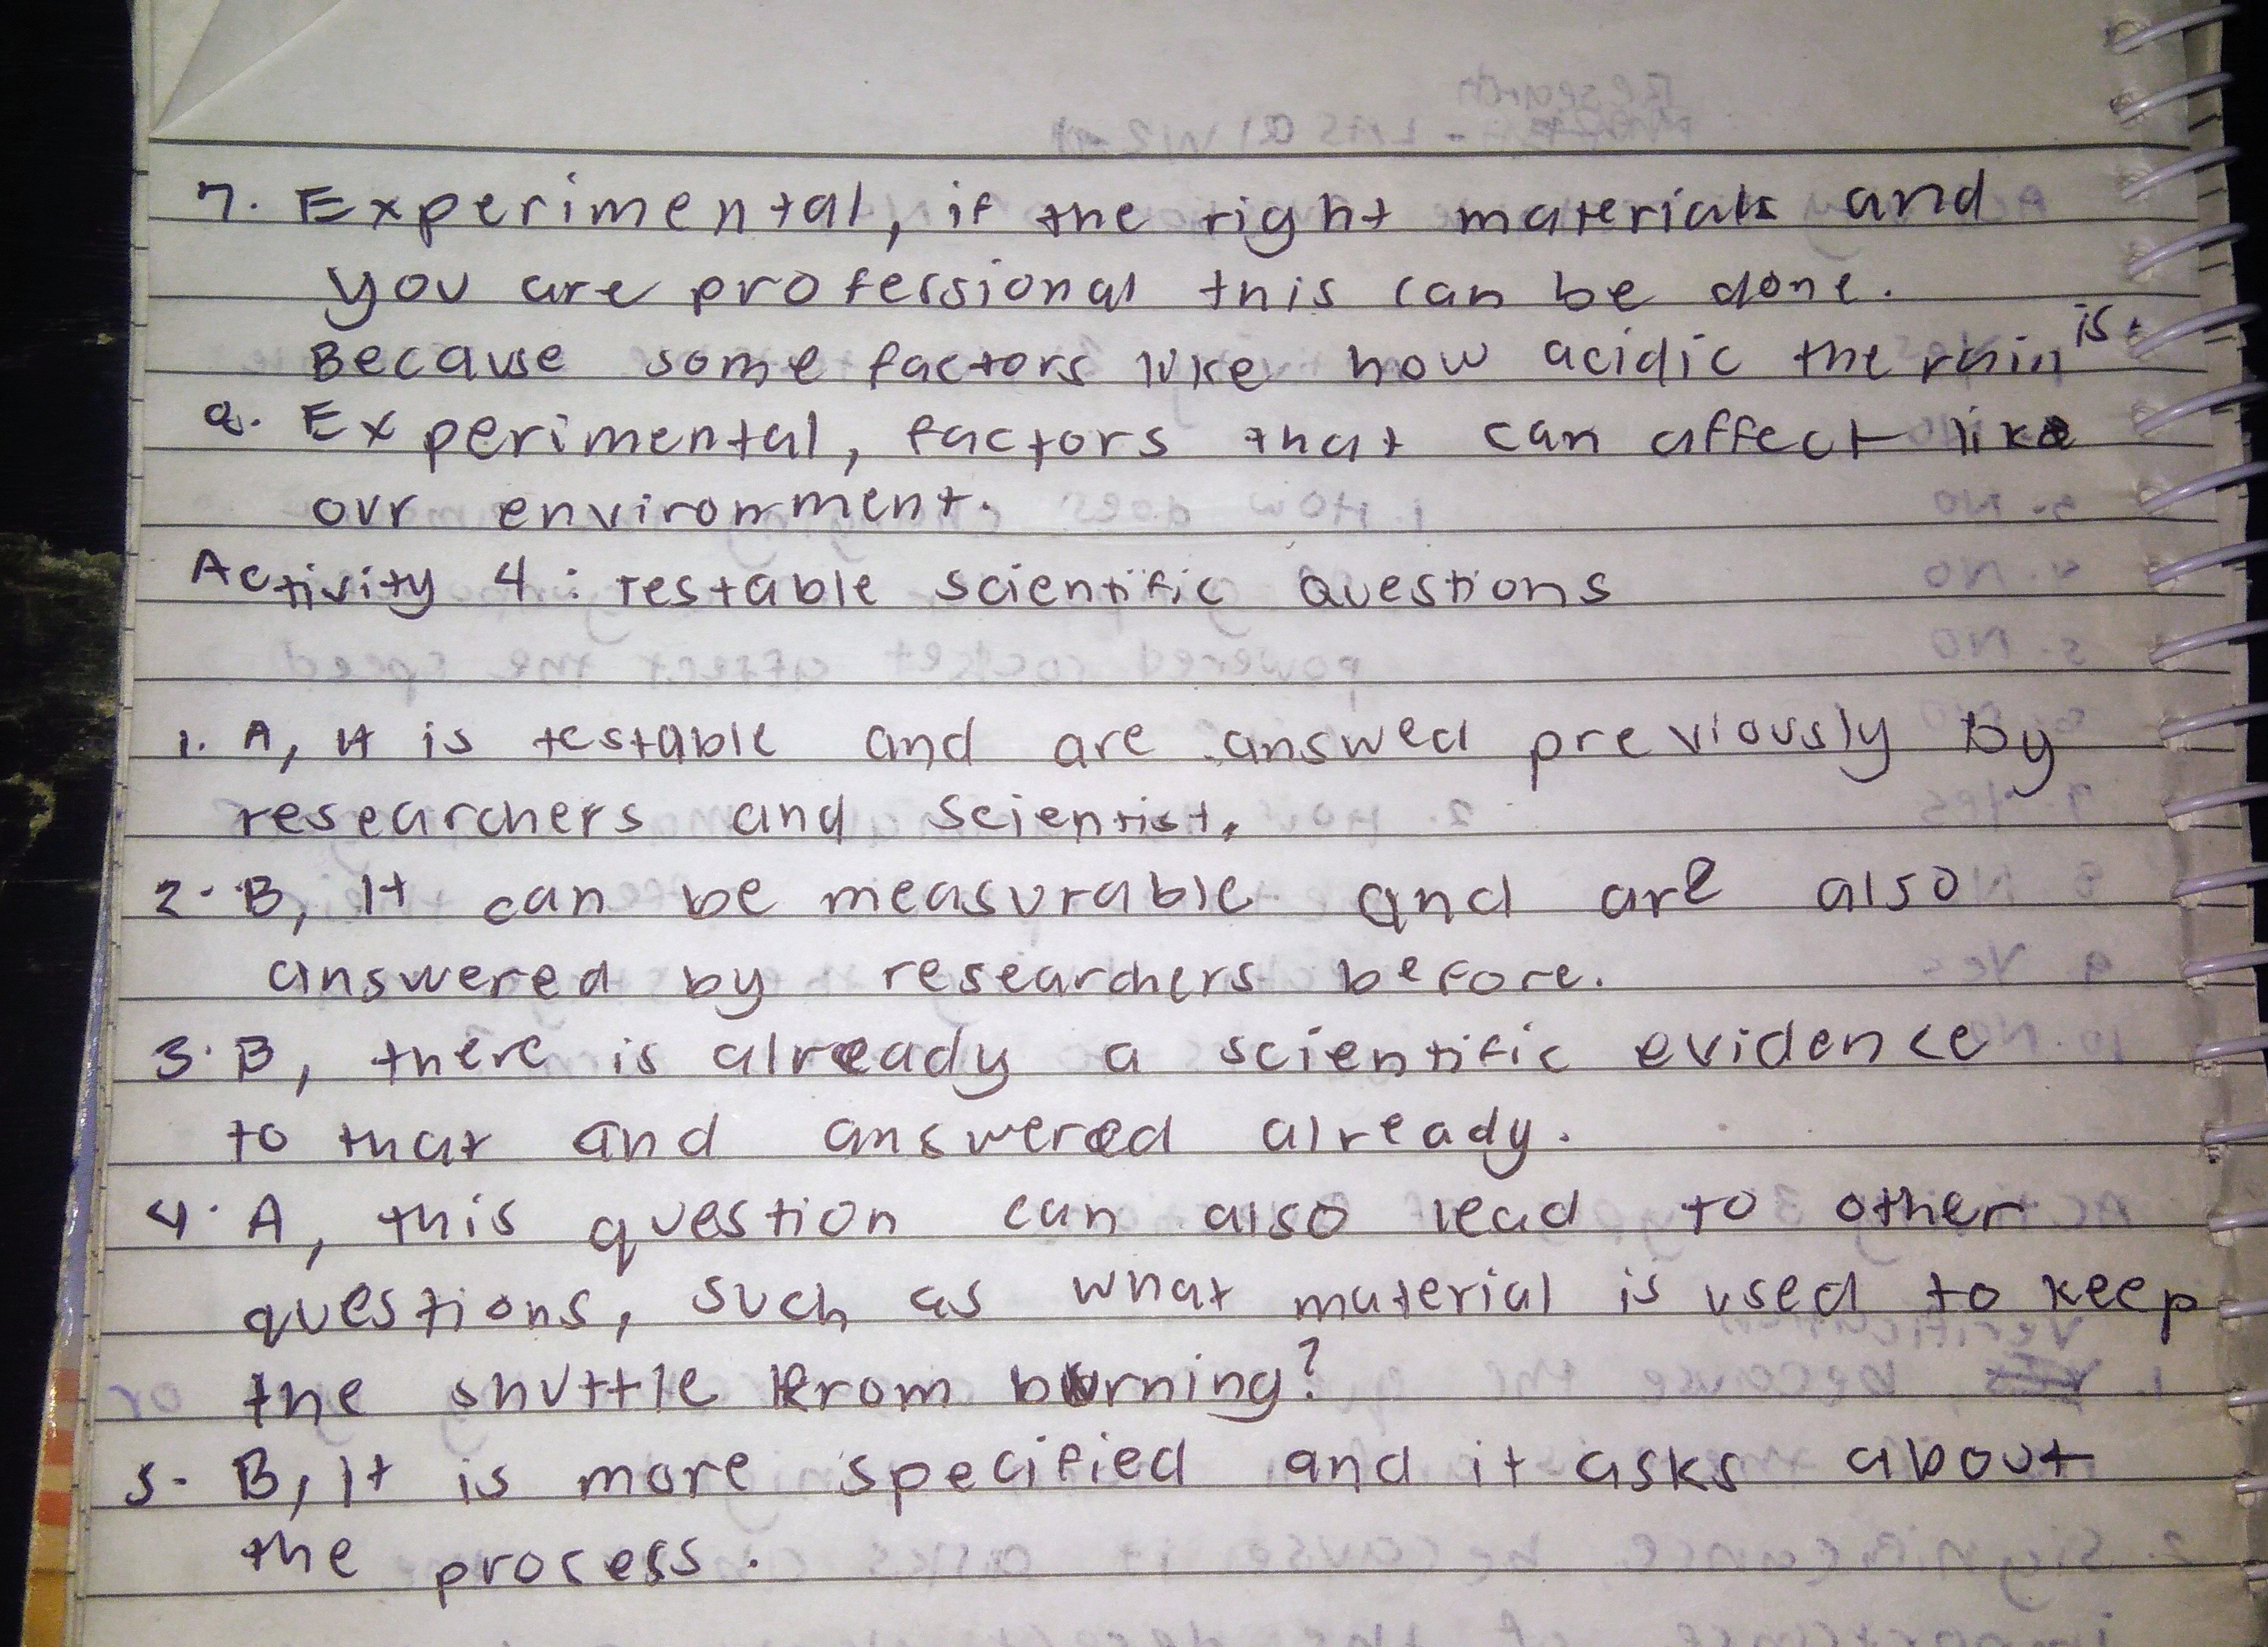 7. Experimental, if the right materials and
you are professional this can be done.
Because some factors like how acidic the rain is.
8. Experimental, factors that can affect like
our environment.
Activity 4: Testable scientific Questions
1. A, It is testable and are answed previously by
researchers and scientist.
2. B, It can be measurable and are also
answered by researchers before.
3. B, there is already a scientific evidence
to that and answered already.
4. A, this question can also lead to other
questions, such as what material is used to keep
the shuttle from burning?
5. B, It is more specified and it asks about
the process.